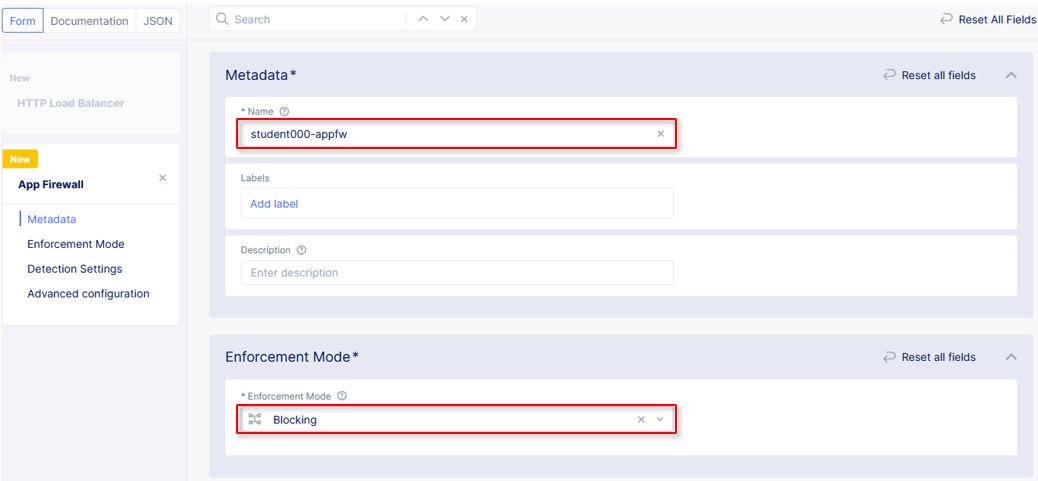 Form Documentation JSON
Search
Reset All Fields
New
HTTP Load Balancer
New
App Firewall
Metadata
Enforcement Mode
Detection Settings
Advanced configuration
Metadata*
Reset all fields
* Name
student000-appfw
Labels
Add label
Description
Enter description
Enforcement Mode*
Reset all fields
* Enforcement Mode
Blocking